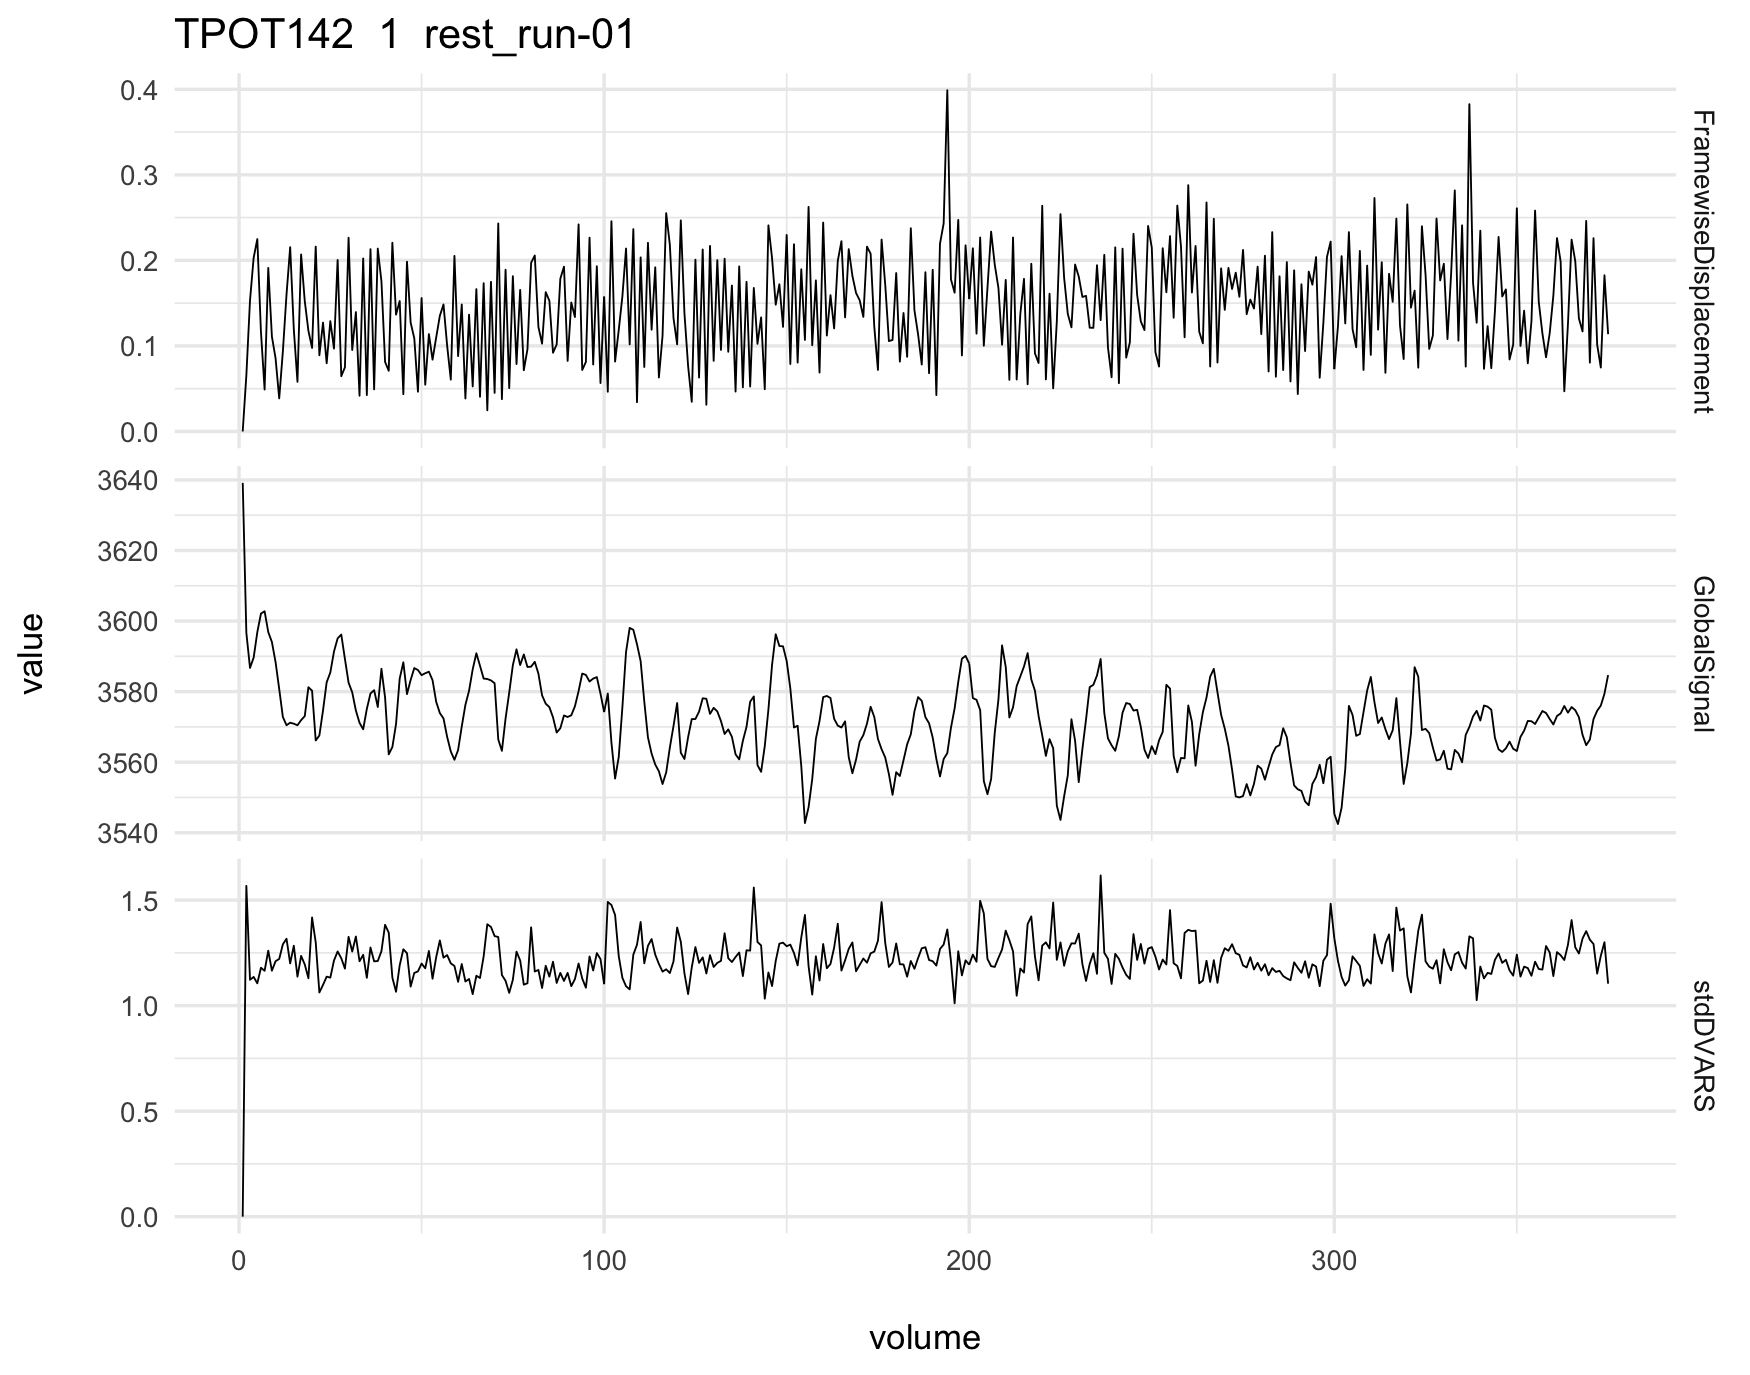 TPOT142  1  rest_run-01
0.4
0.3
0.2
0.1
0.0
FramewiseDisplacement
3640
3620
3600
3580
3560
3540
GlobalSignal
value
1.5
1.0
0.5
0.0
stdDVARS
0 100 200 300
volume